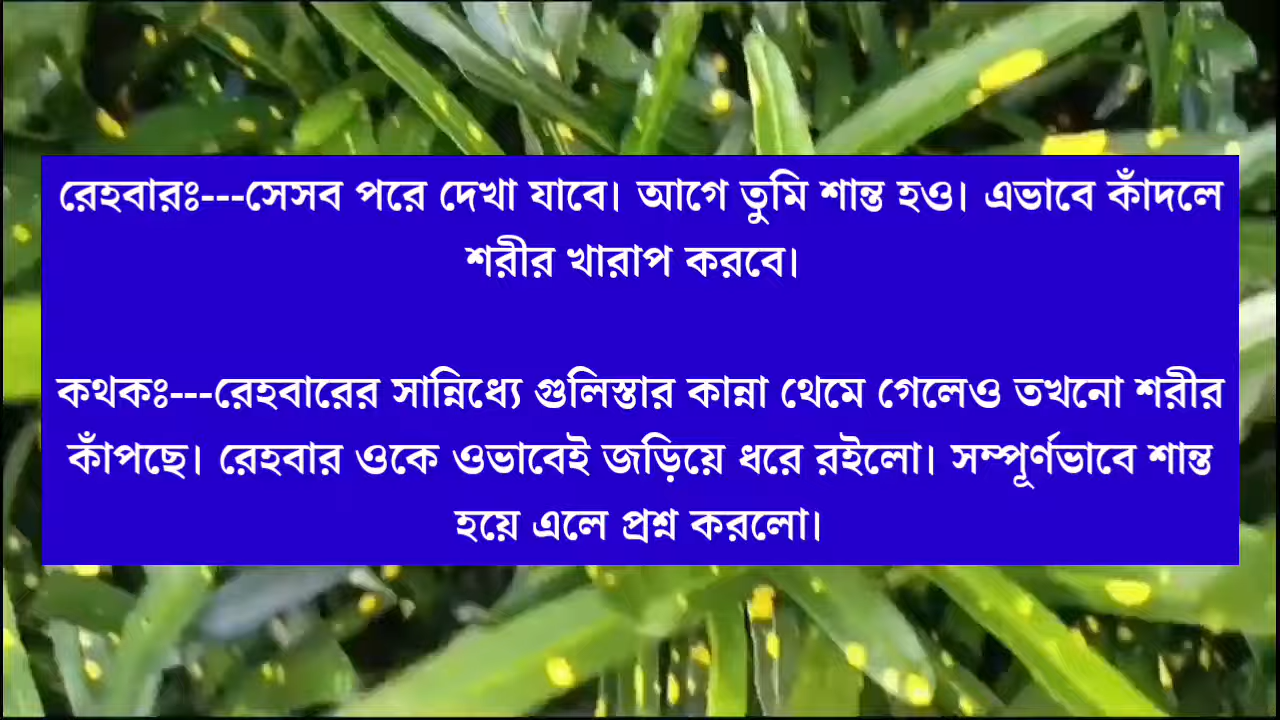 রেহবারঃ---সেসব পরে দেখা যাবে। আগে তুমি শান্ত হও। এভাবে কাঁদলে
শরীর খারাপ করবে।
কথকঃ---রেহবারের সান্নিধ্যে গুলিস্তার কান্না থেমে গেলেও তখনো শরীর
কাঁপছে। রেহবার ওকে ওভাবেই জড়িয়ে ধরে রইলো। সম্পূর্ণভাবে শান্ত
হয়ে এলে প্রশ্ন করলো।